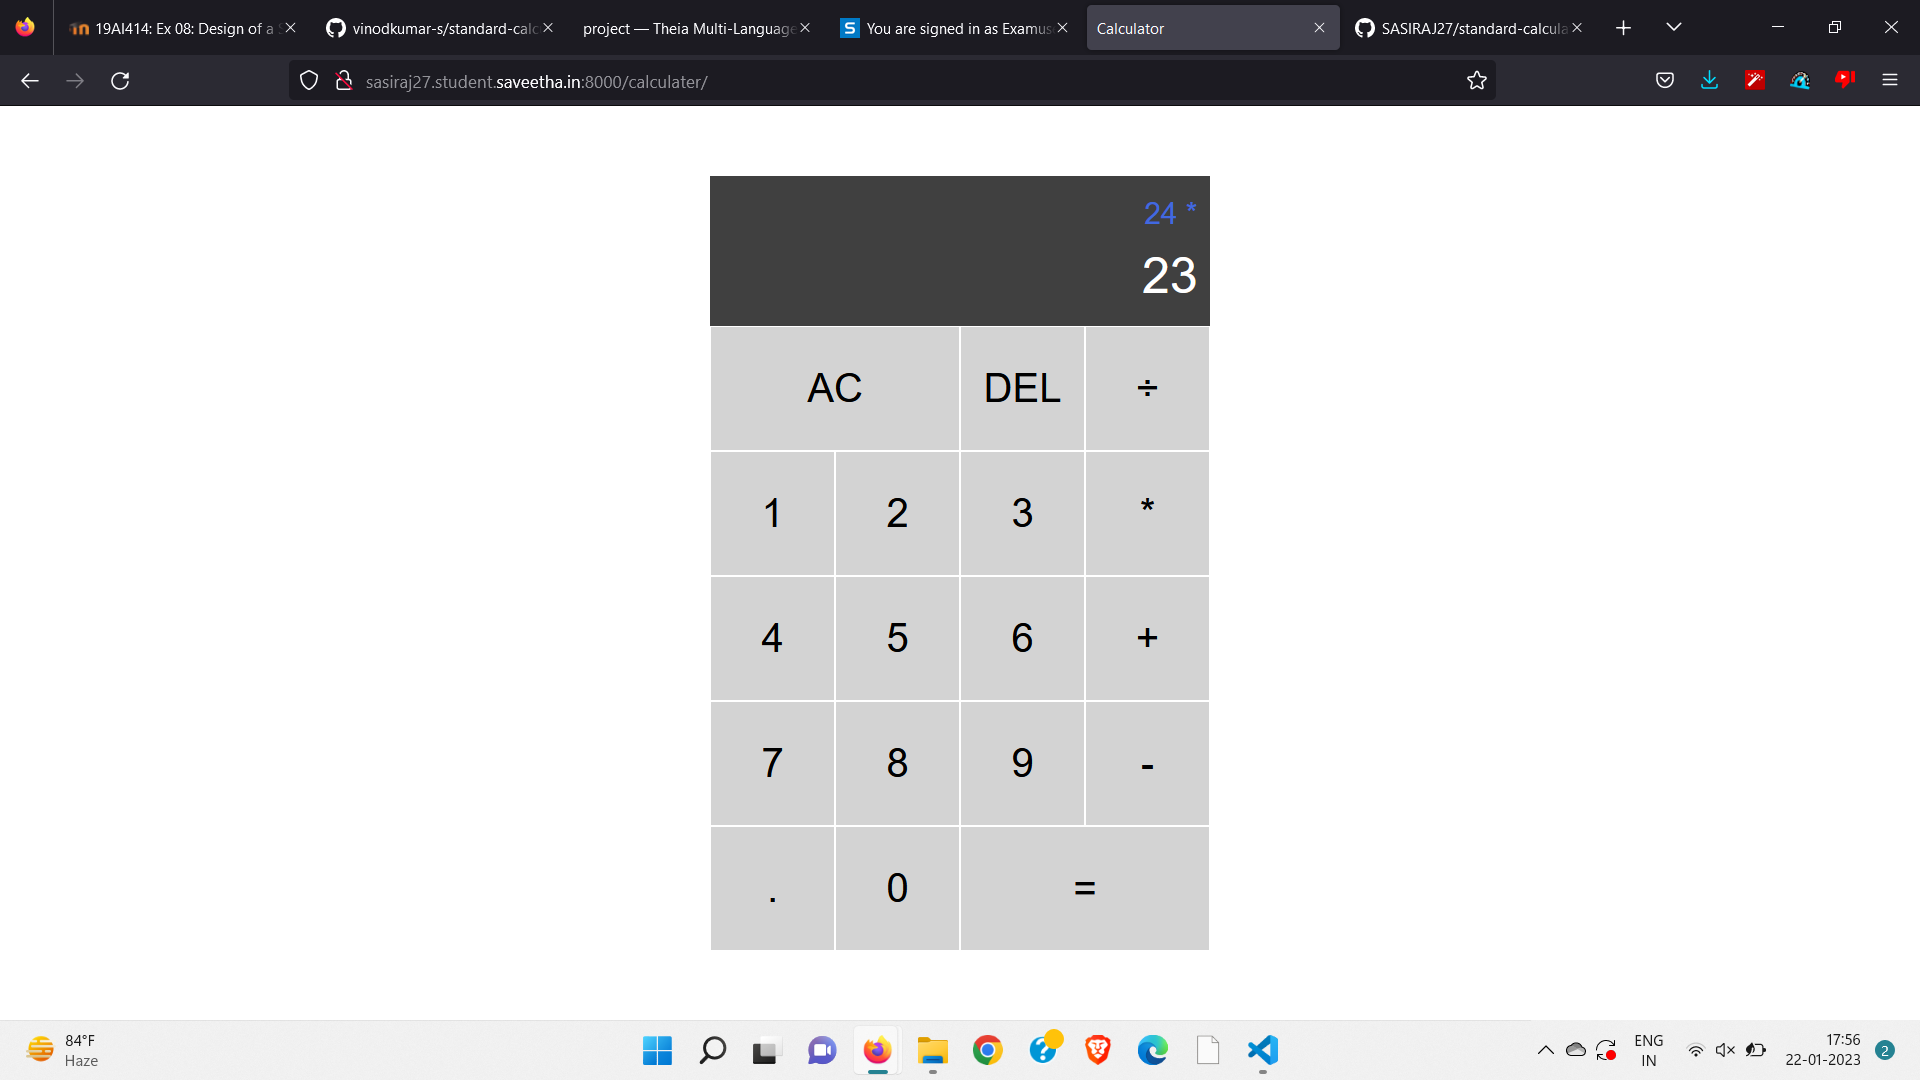 19AI414: Ex 08: Design of a S
vinodkumar-s/standard-calc
project — Theia Multi-Language
You are signed in as Examus
Calculator
SASIRAJ27/standard-calcula
sasiraj27.student.saveetha.in:8000/calculater/
24 *
23
AC DEL ÷
1 2 3 *
4 5 6 +
7 8 9 -
. 0 =
84°F
Haze
ENG
IN
17:56
22-01-2023
2